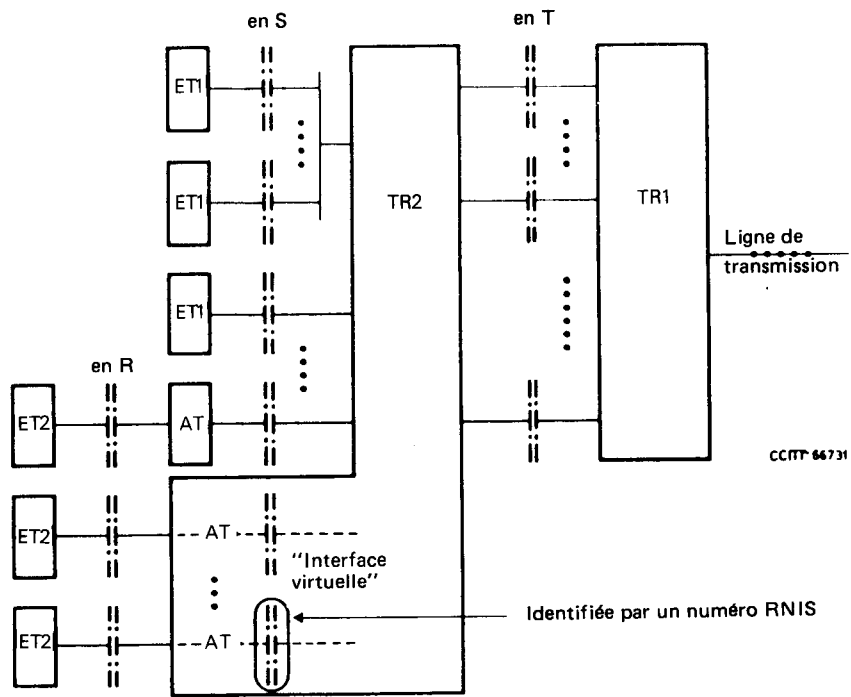 en S
en T
ET1
ET1
TR2
TR1
Ligne de
transmission
ET1
en R
ET2
AT
CCITT-66731
ET2
AT
"Interface
virtuelle"
Identifiée par un numéro RNIS
ET2
AT